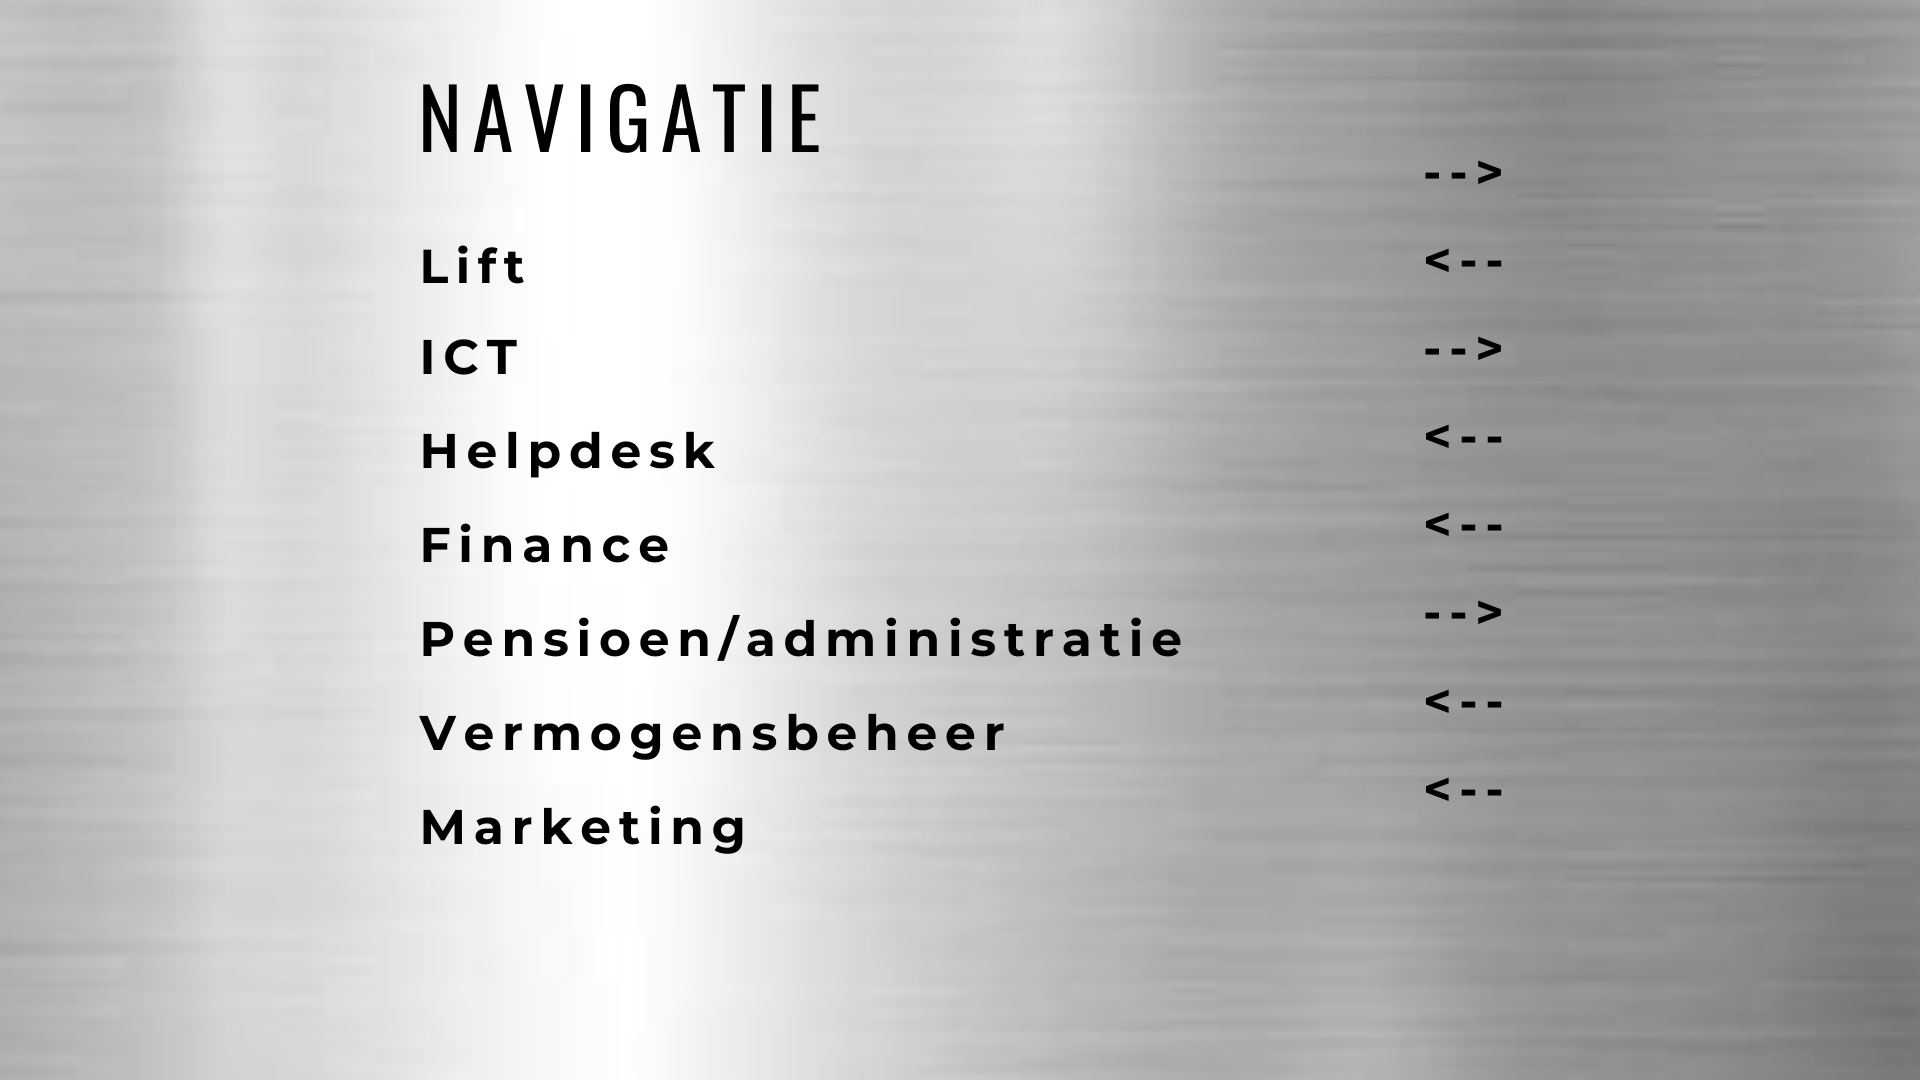 NAVIGATIE
-->
Lift
<--
ICT
-->
Helpdesk
<--
Finance
<--
Pensioen/administratie
-->
Vermogensbeheer
<--
Marketing
<--